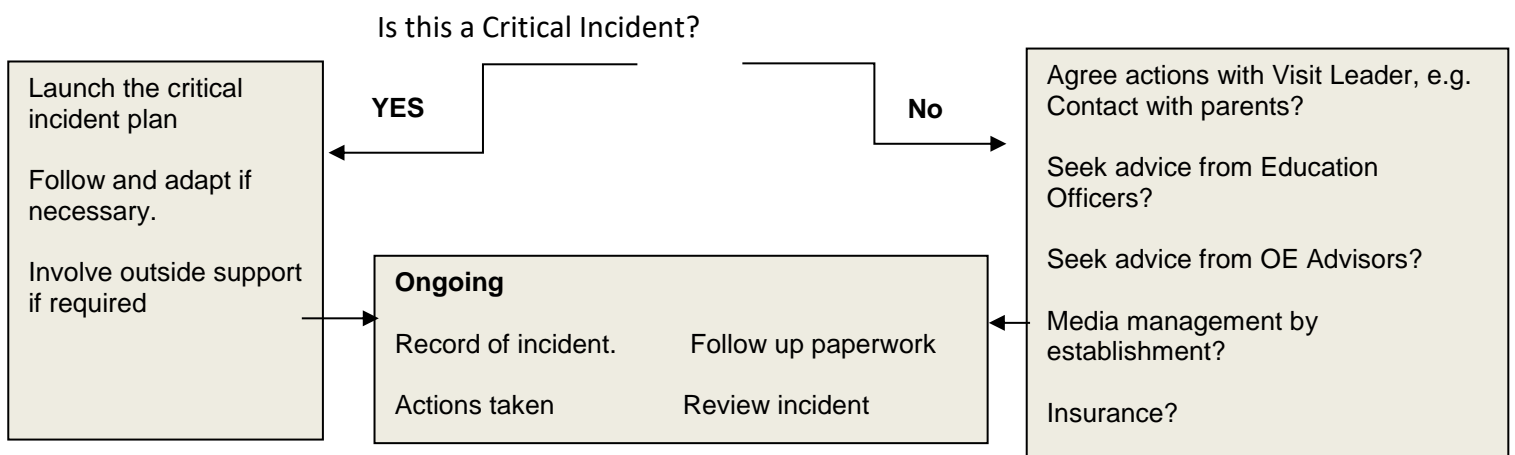 Is this a Critical Incident?
Launch the critical
incident plan
Follow and adapt if
necessary.
Involve outside support
if required
YES
No
Agree actions with Visit Leader, e.g.
Contact with parents?
Seek advice from Education
Officers?
Seek advice from OE Advisors?
Media management by
establishment?
Insurance?
Ongoing
Record of incident. Follow up paperwork
Actions taken Review incident